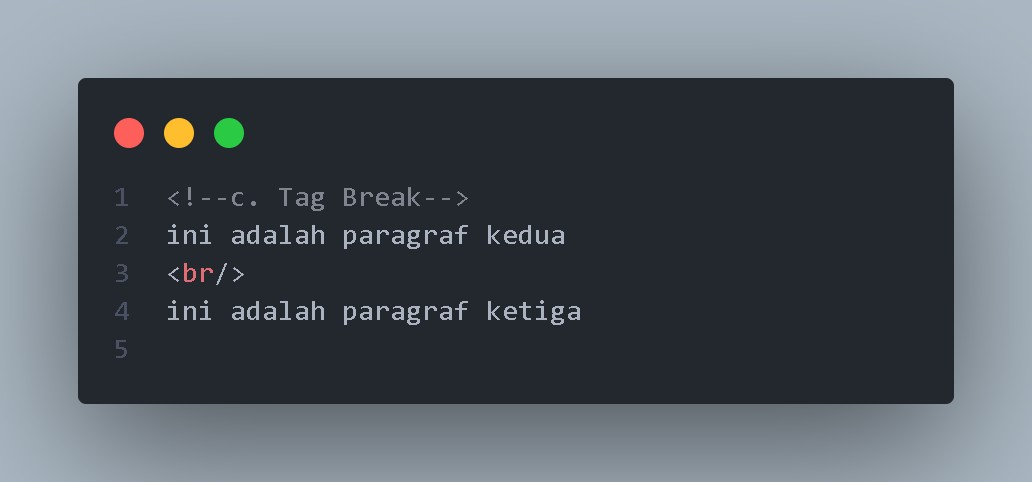 1 <!--c. Tag Break-->
2 ini adalah paragraf kedua
3 <br/>
4 ini adalah paragraf ketiga
5